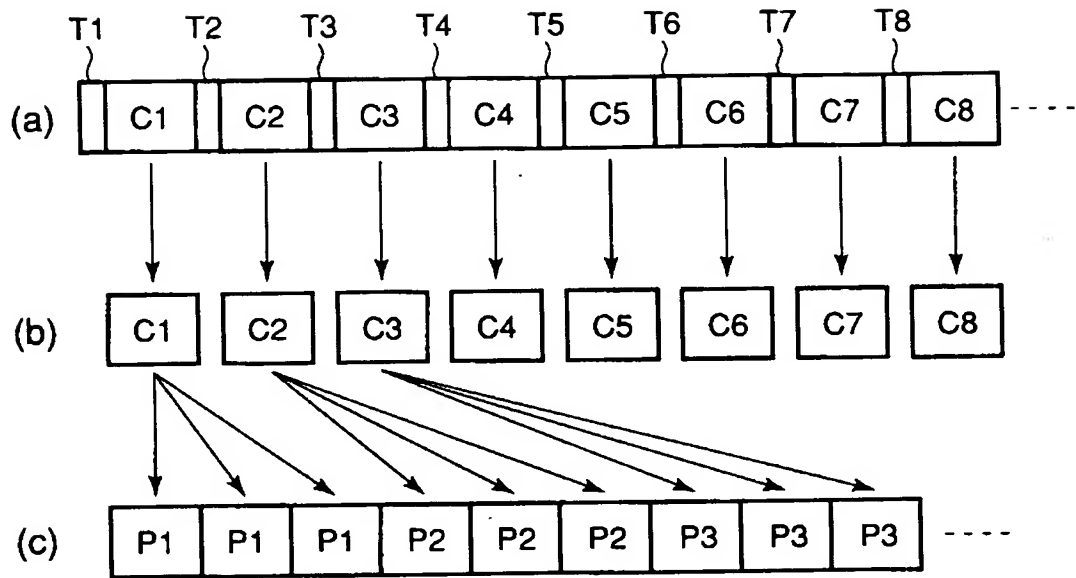 T1 T2 T3 T4 T5 T6 T7 T8
(a) C1 C2 C3 C4 C5 C6 C7 C8
(b) C1 C2 C3 C4 C5 C6 C7 C8
(c) P1 P1 P1 P2 P2 P2 P3 P3 P3